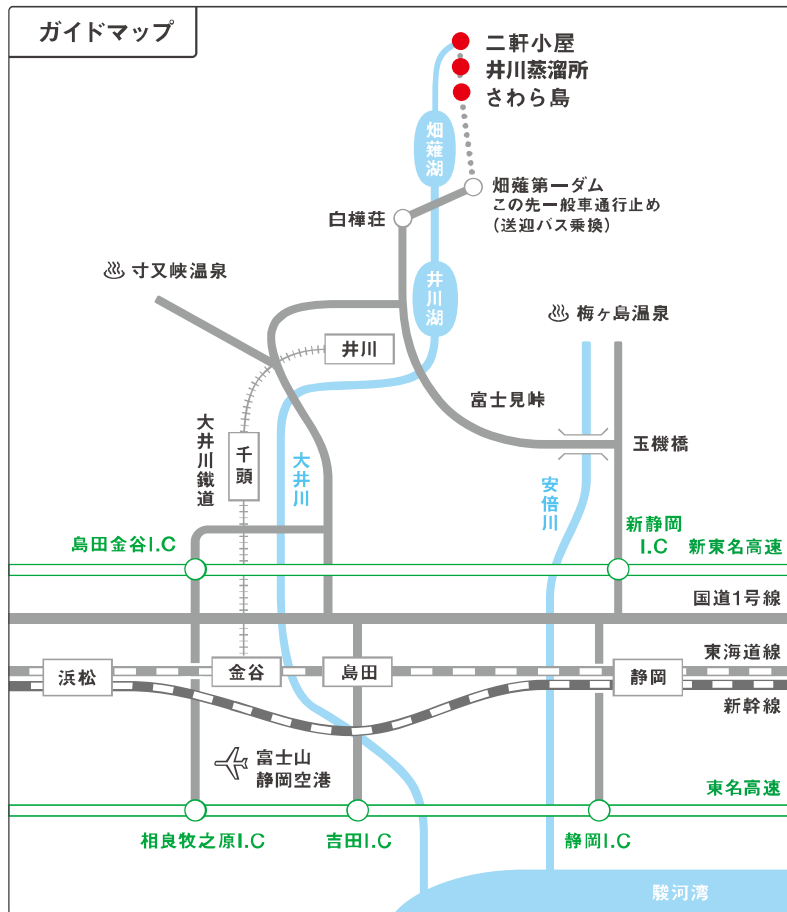 ガイドマップ
二軒小屋
井川蒸溜所
さわら島
畑薙湖
畑薙第一ダム
この先一般車通行止め
（送迎バス乗換）
白樺荘
寸又峡温泉
井川湖
梅ヶ島温泉
井川
富士見峠
大井川鐵道
千頭
大井川
玉機橋
安倍川
島田金谷I.C
新静岡
I.C
新東名高速
国道1号線
東海道線
浜松
金谷
島田
静岡
新幹線
富士山
静岡空港
東名高速
相良牧之原I.C
吉田I.C
静岡I.C
駿河湾